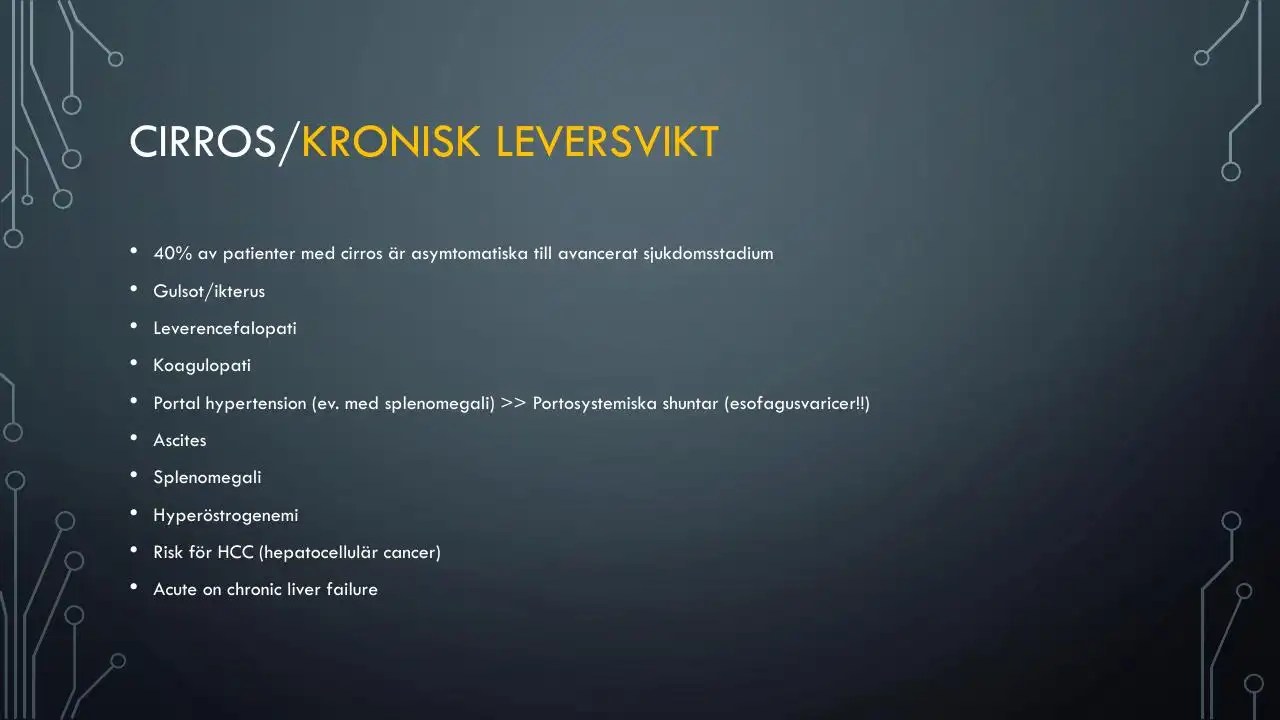 CIRROS/KRONISK LEVERSVIKT
• 40% av patienter med cirros är asymtomatiska till avancerat sjukdomsstadium
• Gulsot/ikterus
• Leverencefalopati
• Koagulopati
• Portal hypertension (ev. med splenomegali) >> Portosystemiska shuntar (esofagusvaricer!!)
• Ascites
• Splenomegali
• Hyperöstrogenemi
• Risk för HCC (hepatocellulär cancer)
• Acute on chronic liver failure